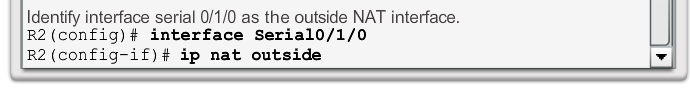 Identify interface serial 0/1/0 as the outside NAT interface.
R2(config)# interface Serial0/1/0
R2(config-if)# ip nat outside